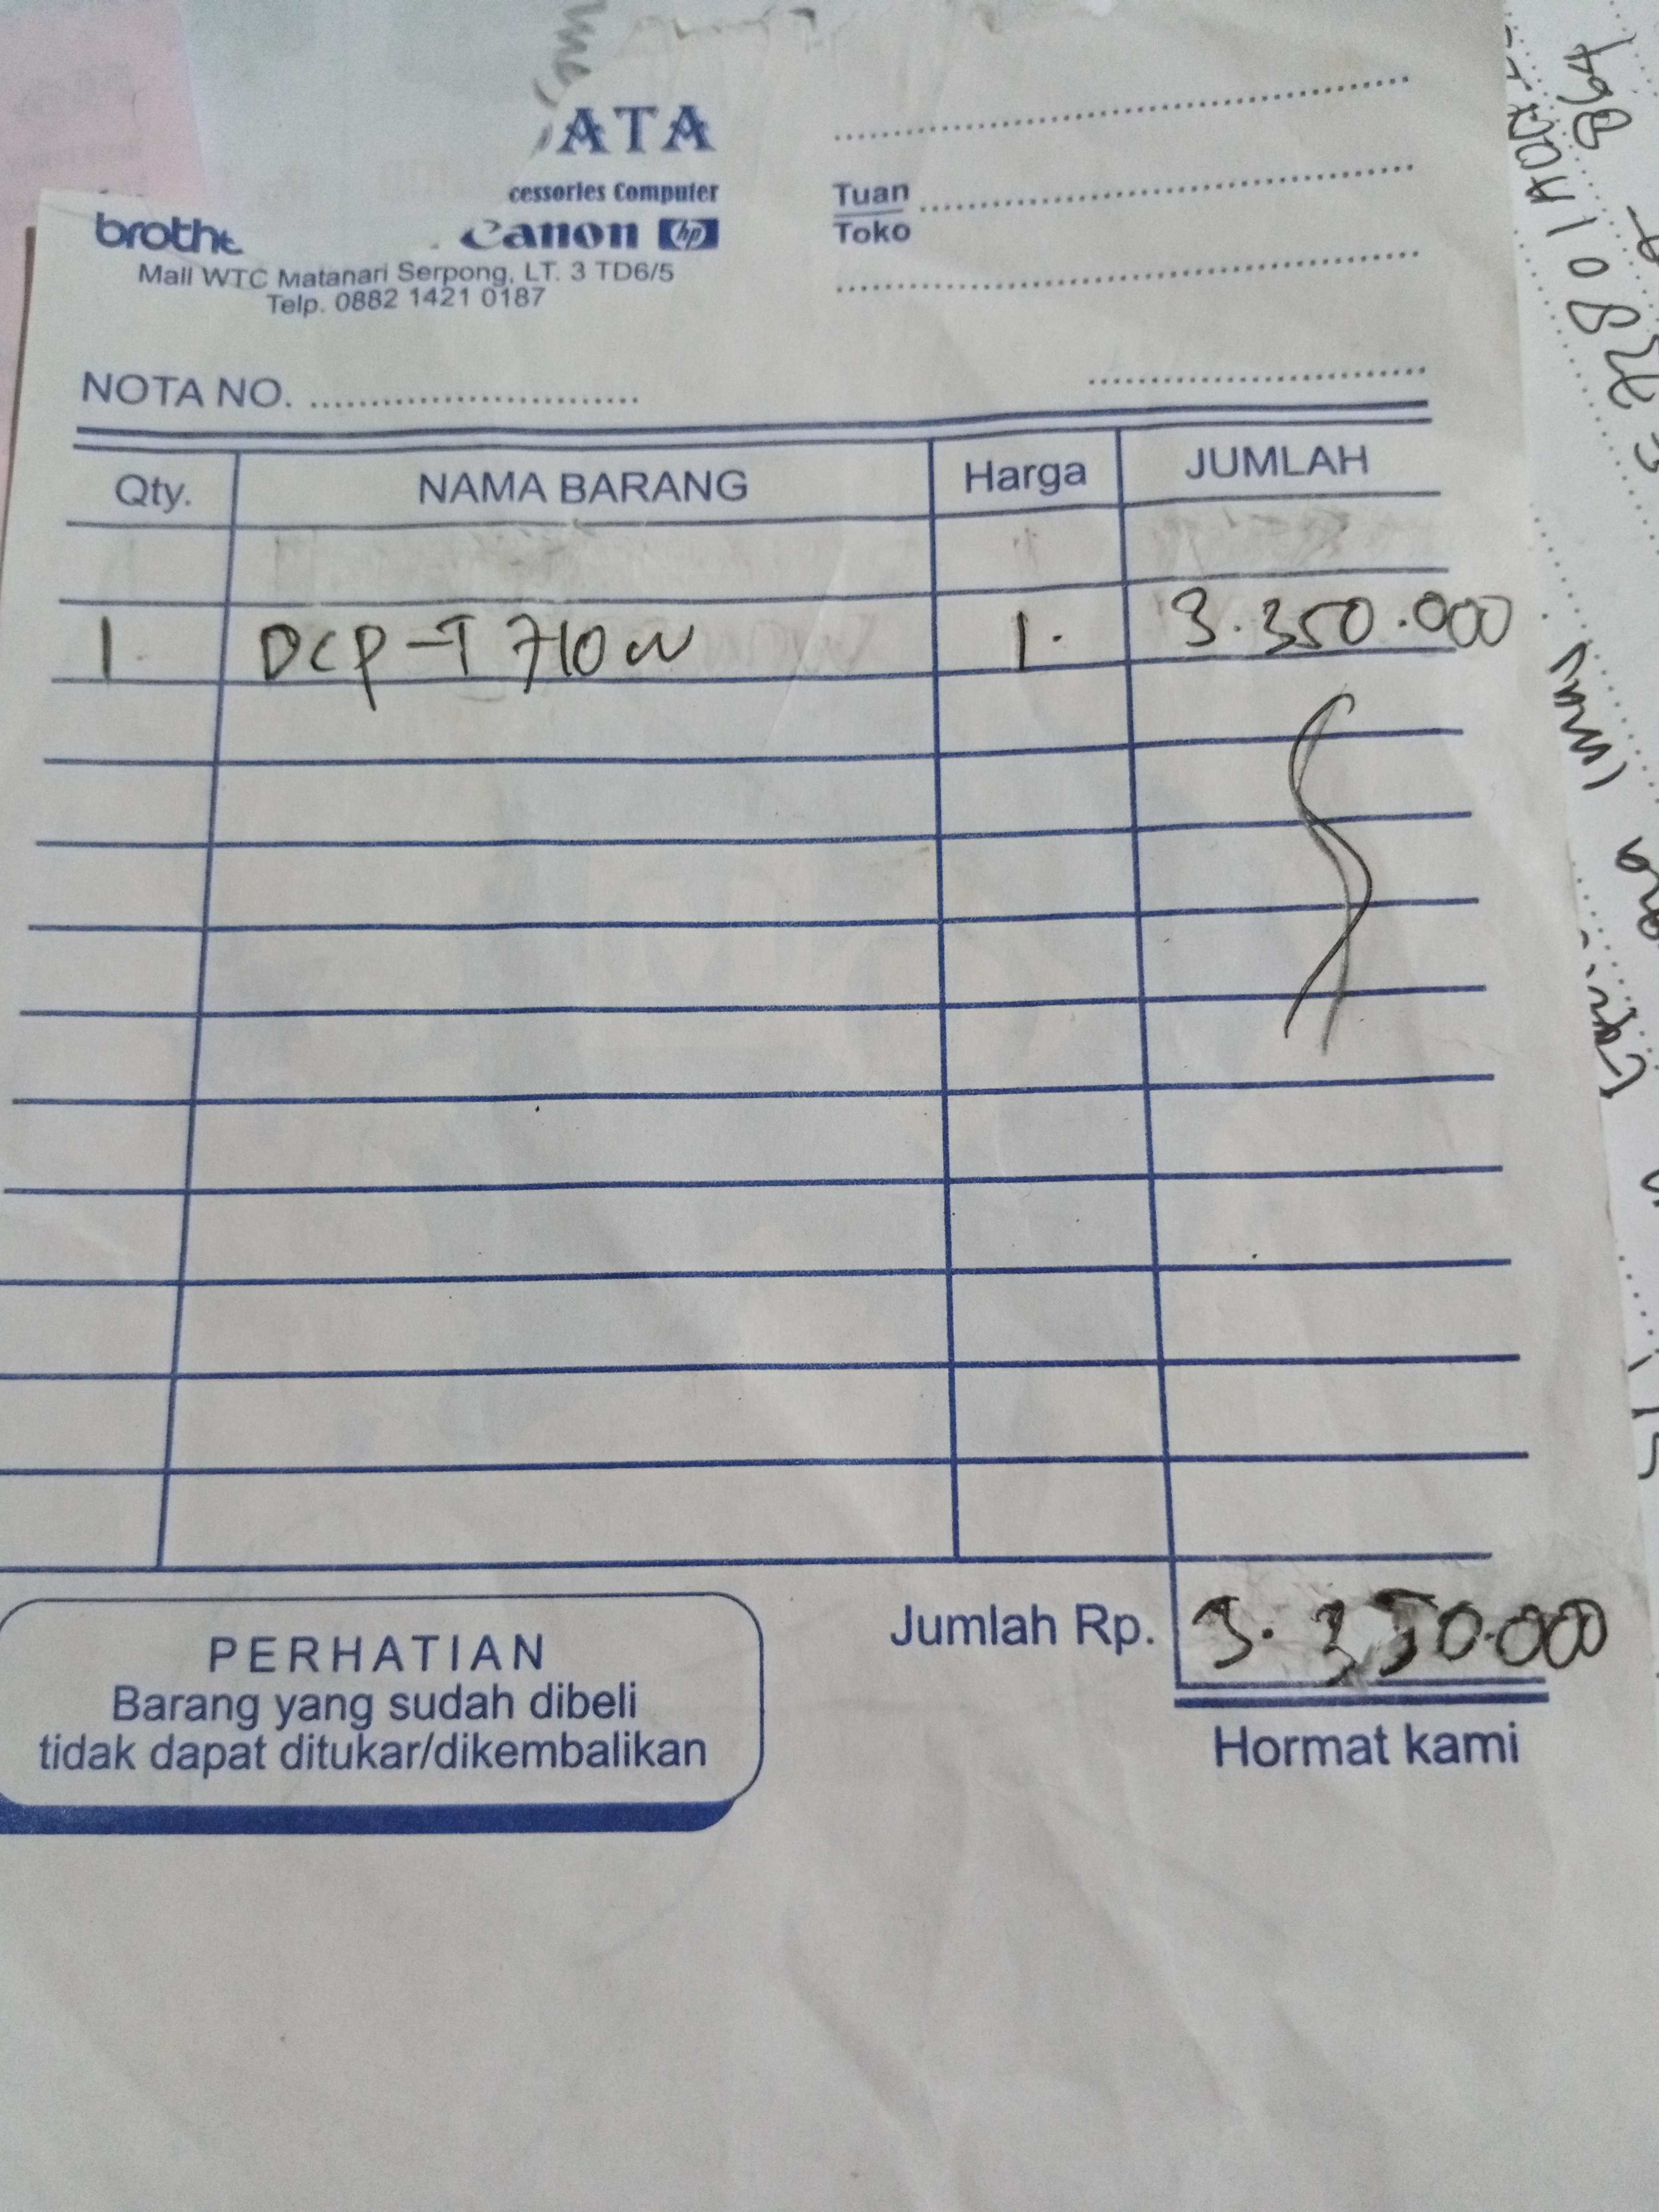 ATA
cessories Computer
brothe Canon hp
Mall WTC Matanari Serpong, LT. 3 TD6/5
Telp. 0882 1421 0187
Tuan
Toko
NOTA NO.
Qty. NAMA BARANG Harga JUMLAH
1 DCP-T 710W 1. 3.350.000
Jumlah Rp. 3.350.000
PERHATIAN
Barang yang sudah dibeli
tidak dapat ditukar/dikembalikan
Hormat kami